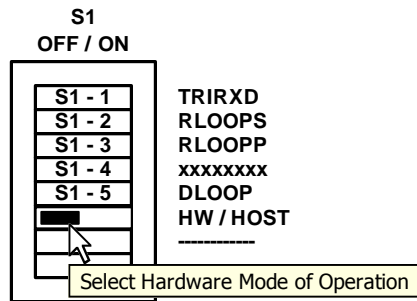 S1
OFF / ON
S1 - 1 TRIRXD
S1 - 2 RLOOPS
S1 - 3 RLOOPP
S1 - 4 xxxxxxxx
S1 - 5 DLOOP
HW / HOST
------------
Select Hardware Mode of Operation